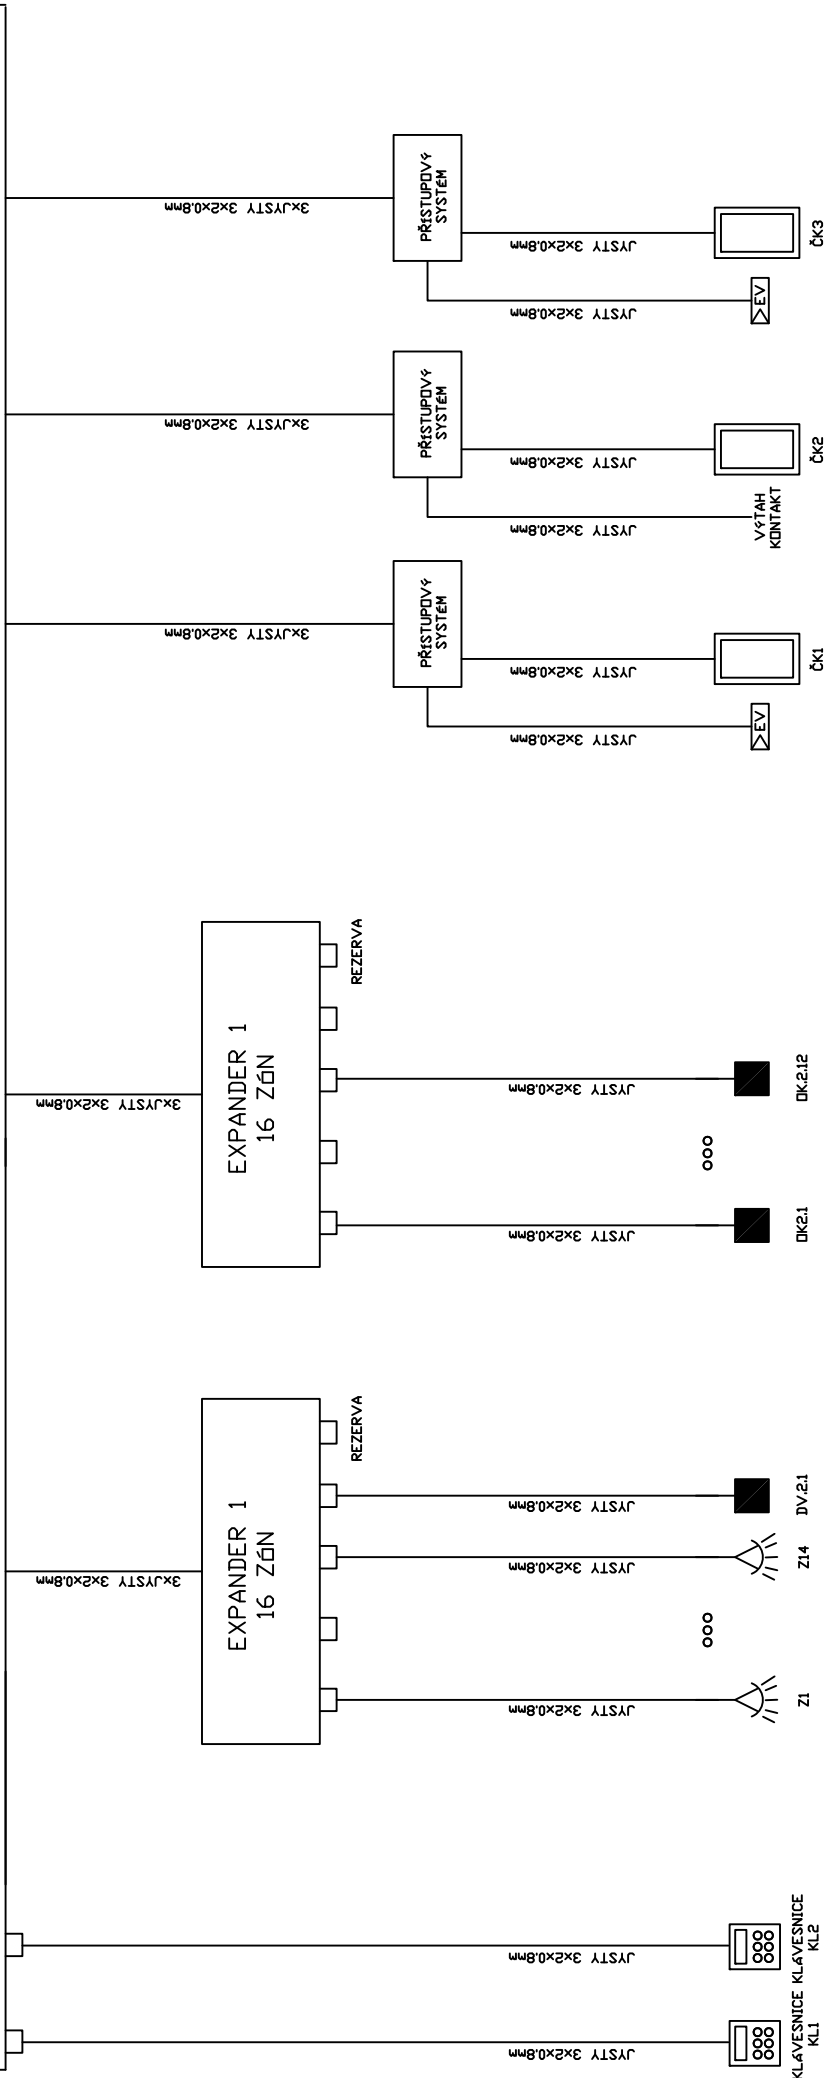 3xJYSTY 3x2x0.8mm
PŘÍSTUPOVÝ
SYSTÉM
JYSTY 3x2x0.8mm
JYSTY 3x2x0.8mm
EV
ČK3
3xJYSTY 3x2x0.8mm
PŘÍSTUPOVÝ
SYSTÉM
JYSTY 3x2x0.8mm
JYSTY 3x2x0.8mm
VÝTAH
KONTAKT
ČK2
3xJYSTY 3x2x0.8mm
PŘÍSTUPOVÝ
SYSTÉM
JYSTY 3x2x0.8mm
JYSTY 3x2x0.8mm
EV
ČK1
3xJYSTY 3x2x0.8mm
EXPANDER 1
16 ZÓN
REZERVA
JYSTY 3x2x0.8mm
JYSTY 3x2x0.8mm
OK.2.12
OK2.1
3xJYSTY 3x2x0.8mm
EXPANDER 1
16 ZÓN
REZERVA
JYSTY 3x2x0.8mm
JYSTY 3x2x0.8mm
JYSTY 3x2x0.8mm
DV.2.1
Z14
Z1
JYSTY 3x2x0.8mm
KLÁVESNICE
KL2
JYSTY 3x2x0.8mm
KLÁVESNICE
KL1